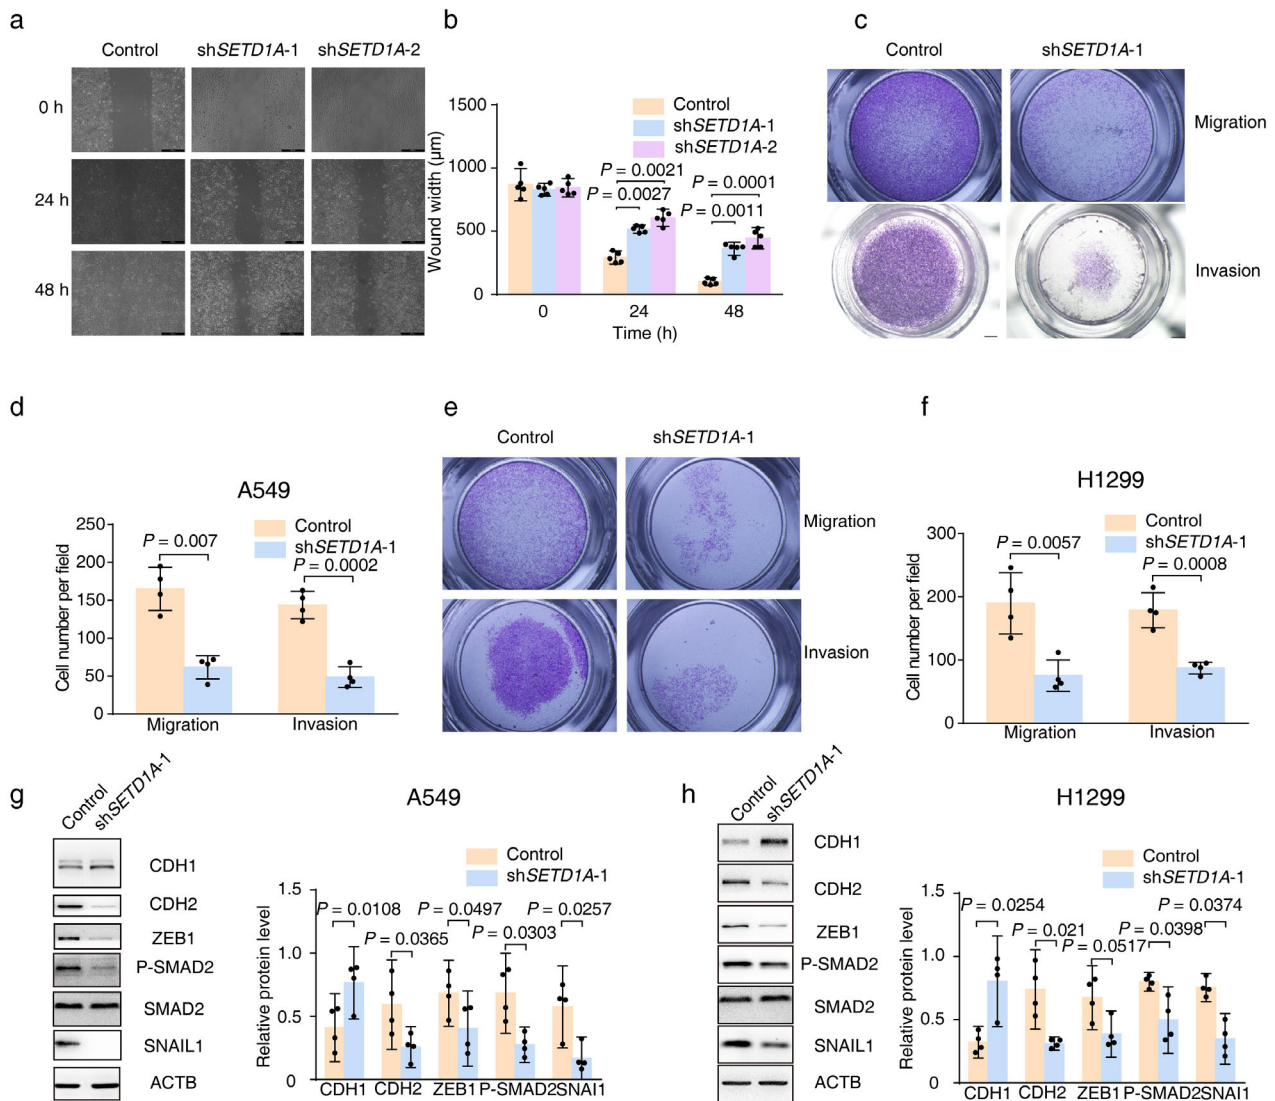 a
Control
shSETD1A-1
shSETD1A-2
0 h
24 h
48 h
b
Wound width (µm)
1500
1000
500
0
Control
shSETD1A-1
shSETD1A-2
P = 0.0021
P = 0.0027
P = 0.0001
P = 0.0011
0
24
48
Time (h)
c
Control
shSETD1A-1
Migration
Invasion
d
A549
Cell number per field
250
200
150
100
50
0
Control
shSETD1A-1
P = 0.007
P = 0.0002
Migration
Invasion
e
Control
shSETD1A-1
Migration
Invasion
f
H1299
Cell number per field
300
200
100
0
Control
shSETD1A-1
P = 0.0057
P = 0.0008
Migration
Invasion
g
Control
shSETD1A-1
CDH1
CDH2
ZEB1
P-SMAD2
SMAD2
SNAIL1
ACTB
A549
Control
shSETD1A-1
Relative protein level
1.5
1.0
0.5
0
P = 0.0108
P = 0.0365
P = 0.0497
P = 0.0303
P = 0.0257
CDH1
CDH2
ZEB1
P-SMAD2
SNAI1
h
Control
shSETD1A-1
CDH1
CDH2
ZEB1
P-SMAD2
SMAD2
SNAIL1
ACTB
H1299
Control
shSETD1A-1
Relative protein level
1.5
1.0
0.5
0
P = 0.0254
P = 0.021
P = 0.0517
P = 0.0398
P = 0.0374
CDH1
CDH2
ZEB1
P-SMAD2
SNAI1